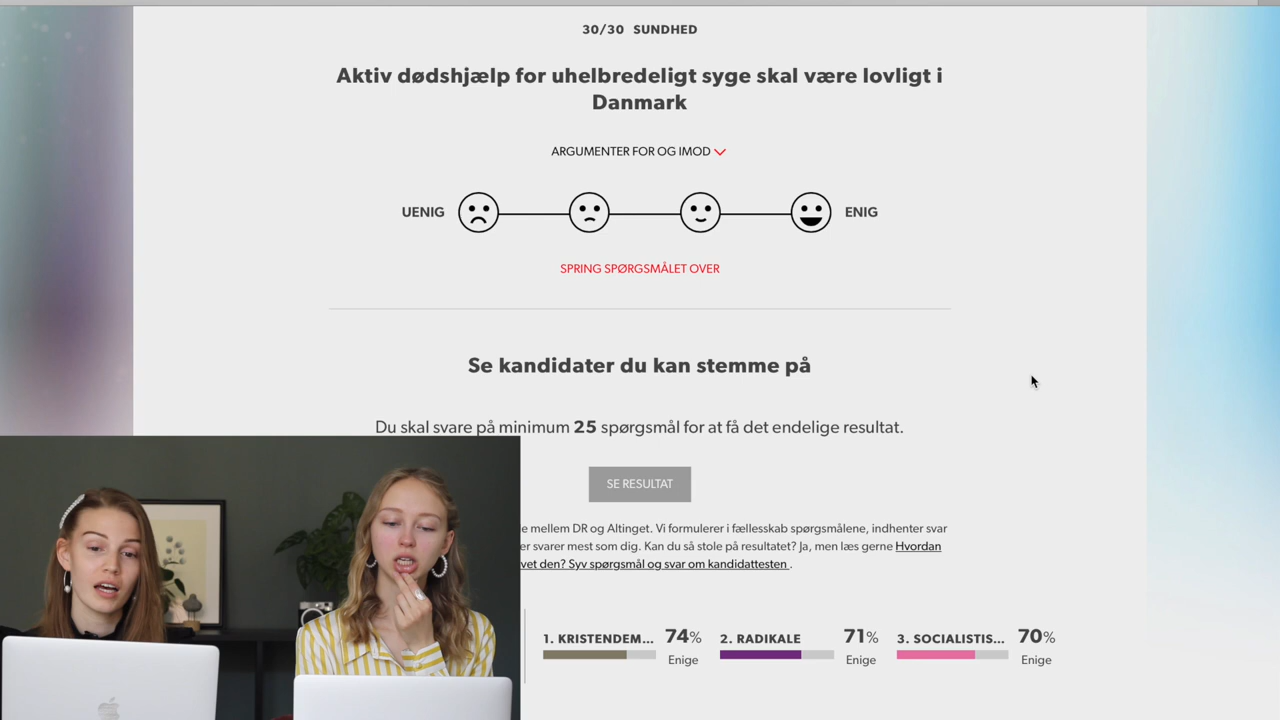 30/30 SUNDHED
Aktiv dødshjælp for uhelbredeligt syge skal være lovligt i
Danmark
ARGUMENTER FOR OG IMOD
UENIG
ENIG
SPRING SPØRGSMÅLET OVER
Se kandidater du kan stemme på
Du skal svare på minimum 25 spørgsmål for at få det endelige resultat.
SE RESULTAT
e mellem DR og Altinget. Vi formulerer i fællesskab spørgsmålene, indhenter svar
er svarer mest som dig. Kan du så stole på resultatet? Ja, men læs gerne Hvordan
vet den? Syv spørgsmål og svar om kandidattesten .
1. KRISTENDEM... 74% Enige
2. RADIKALE 71% Enige
3. SOCIALISTIS... 70% Enige